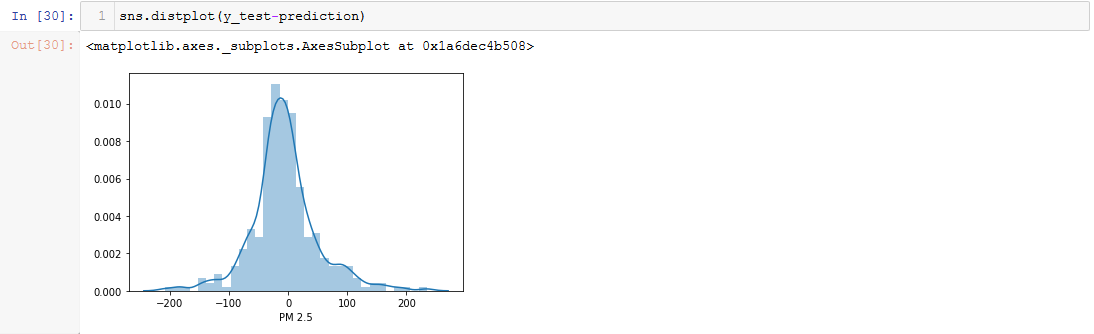 In [30]: 1 sns.distplot(y_test-prediction)
Out[30]: <matplotlib.axes._subplots.AxesSubplot at 0x1a6dec4b508>
0.010
0.008
0.006
0.004
0.002
0.000
−200 −100 0 100 200
PM 2.5